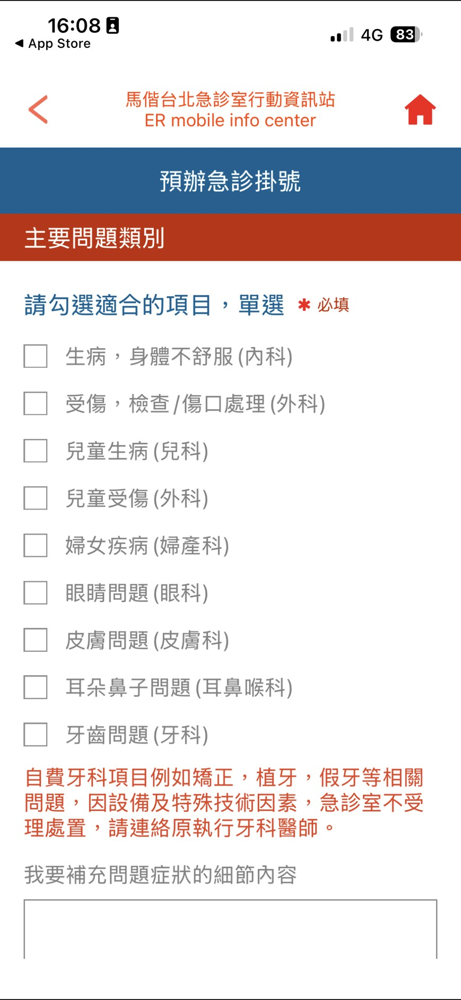 16:08
◀ App Store
4G
83
馬偕台北急診室行動資訊站
ER mobile info center
預辦急診掛號
主要問題類別
請勾選適合的項目，單選 * 必填
生病，身體不舒服(內科)
受傷，檢查/傷口處理(外科)
兒童生病(兒科)
兒童受傷(外科)
婦女疾病(婦產科)
眼睛問題(眼科)
皮膚問題(皮膚科)
耳朵鼻子問題(耳鼻喉科)
牙齒問題(牙科)
自費牙科項目例如矯正，植牙，假牙等相關
問題，因設備及特殊技術因素，急診室不受
理處置，請連絡原執行牙科醫師。
我要補充問題症狀的細節內容